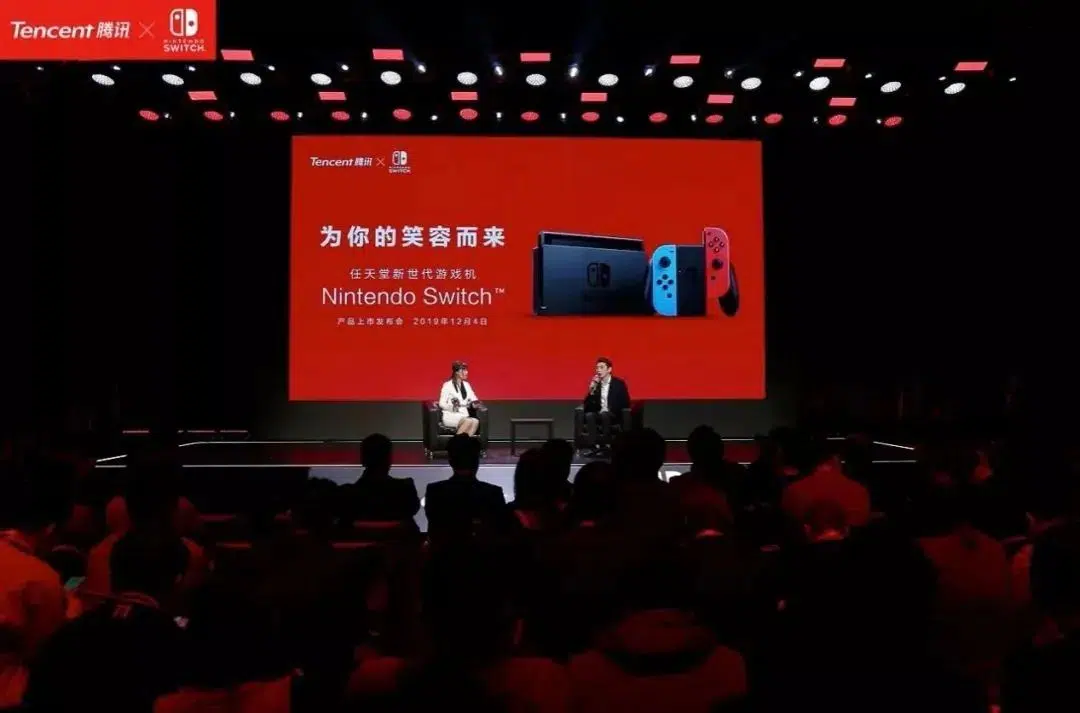 Tencent 腾讯 × NINTENDO SWITCH
Tencent 腾讯 × NINTENDO SWITCH
为你的笑容而来
任天堂新世代游戏机
Nintendo Switch™
产品上市发布会 2019年12月4日